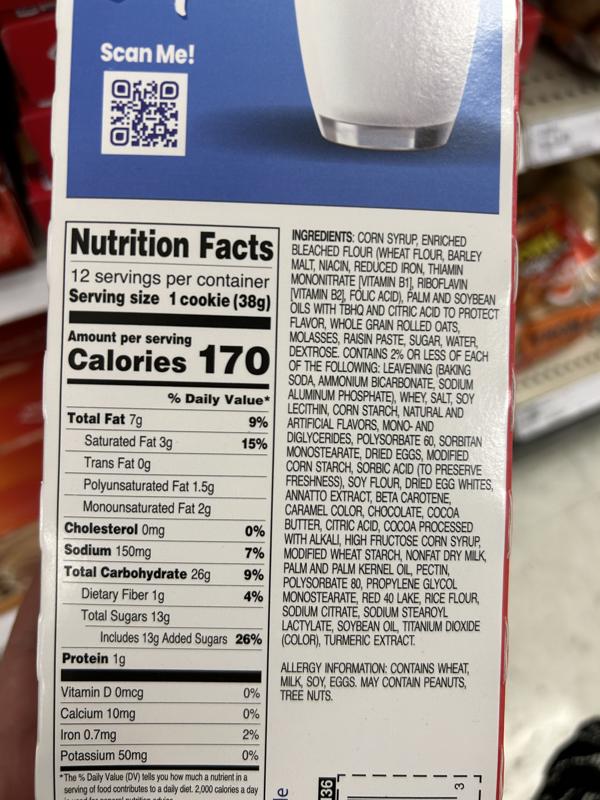 Scan Me!
Nutrition Facts
12 servings per container
Serving size 1 cookie (38g)
Amount per serving
Calories 170
% Daily Value*
Total Fat 7g 9%
Saturated Fat 3g 15%
Trans Fat 0g
Polyunsaturated Fat 1.5g
Monounsaturated Fat 2g
Cholesterol 0mg 0%
Sodium 150mg 7%
Total Carbohydrate 26g 9%
Dietary Fiber 1g 4%
Total Sugars 13g
Includes 13g Added Sugars 26%
Protein 1g
Vitamin D 0mcg 0%
Calcium 10mg 0%
Iron 0.7mg 2%
Potassium 50mg 0%
*The % Daily Value (DV) tells you how much a nutrient in a
serving of food contributes to a daily diet. 2,000 calories a day
is used for general nutrition advice.
INGREDIENTS: CORN SYRUP, ENRICHED
BLEACHED FLOUR (WHEAT FLOUR, BARLEY
MALT, NIACIN, REDUCED IRON, THIAMIN
MONONITRATE [VITAMIN B1], RIBOFLAVIN
[VITAMIN B2], FOLIC ACID), PALM AND SOYBEAN
OILS WITH TBHQ AND CITRIC ACID TO PROTECT
FLAVOR, WHOLE GRAIN ROLLED OATS,
MOLASSES, RAISIN PASTE, SUGAR, WATER,
DEXTROSE. CONTAINS 2% OR LESS OF EACH
OF THE FOLLOWING: LEAVENING (BAKING
SODA, AMMONIUM BICARBONATE, SODIUM
ALUMINUM PHOSPHATE), WHEY, SALT, SOY
LECITHIN, CORN STARCH, NATURAL AND
ARTIFICIAL FLAVORS, MONO- AND
DIGLYCERIDES, POLYSORBATE 60, SORBITAN
MONOSTEARATE, DRIED EGGS, MODIFIED
CORN STARCH, SORBIC ACID (TO PRESERVE
FRESHNESS), SOY FLOUR, DRIED EGG WHITES,
ANNATTO EXTRACT, BETA CAROTENE,
CARAMEL COLOR, CHOCOLATE, COCOA
BUTTER, CITRIC ACID, COCOA PROCESSED
WITH ALKALI, HIGH FRUCTOSE CORN SYRUP,
MODIFIED WHEAT STARCH, NONFAT DRY MILK,
PALM AND PALM KERNEL OIL, PECTIN,
POLYSORBATE 80, PROPYLENE GLYCOL
MONOSTEARATE, RED 40 LAKE, RICE FLOUR,
SODIUM CITRATE, SODIUM STEAROYL
LACTYLATE, SOYBEAN OIL, TITANIUM DIOXIDE
(COLOR), TURMERIC EXTRACT.
ALLERGY INFORMATION: CONTAINS WHEAT,
MILK, SOY, EGGS. MAY CONTAIN PEANUTS,
TREE NUTS.
36
3